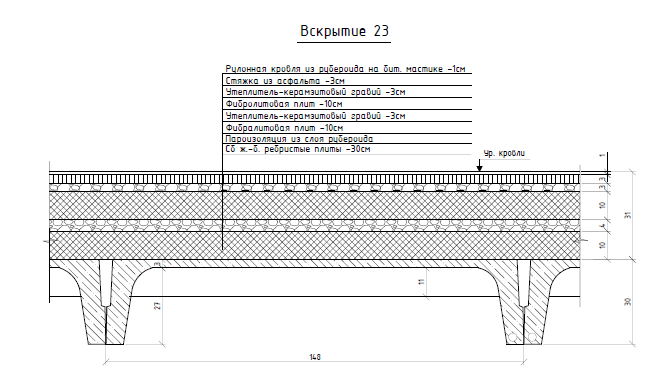 Вскрытие 23
Рулонная кровля из рубероида на бит. мастике -1см
Стяжка из асфальта -3см
Утеплитель-керамзитовый гравий -3см
Фибролитовая плит -10см
Утеплитель-керамзитовый гравий -3см
Фибралитовая плит -10см
Пароизоляция из слоя рубероида
Сб ж.-б. ребристые плиты -30см
Ур. кровли
1
3
3
10
4
10
31
3
27
11
30
148